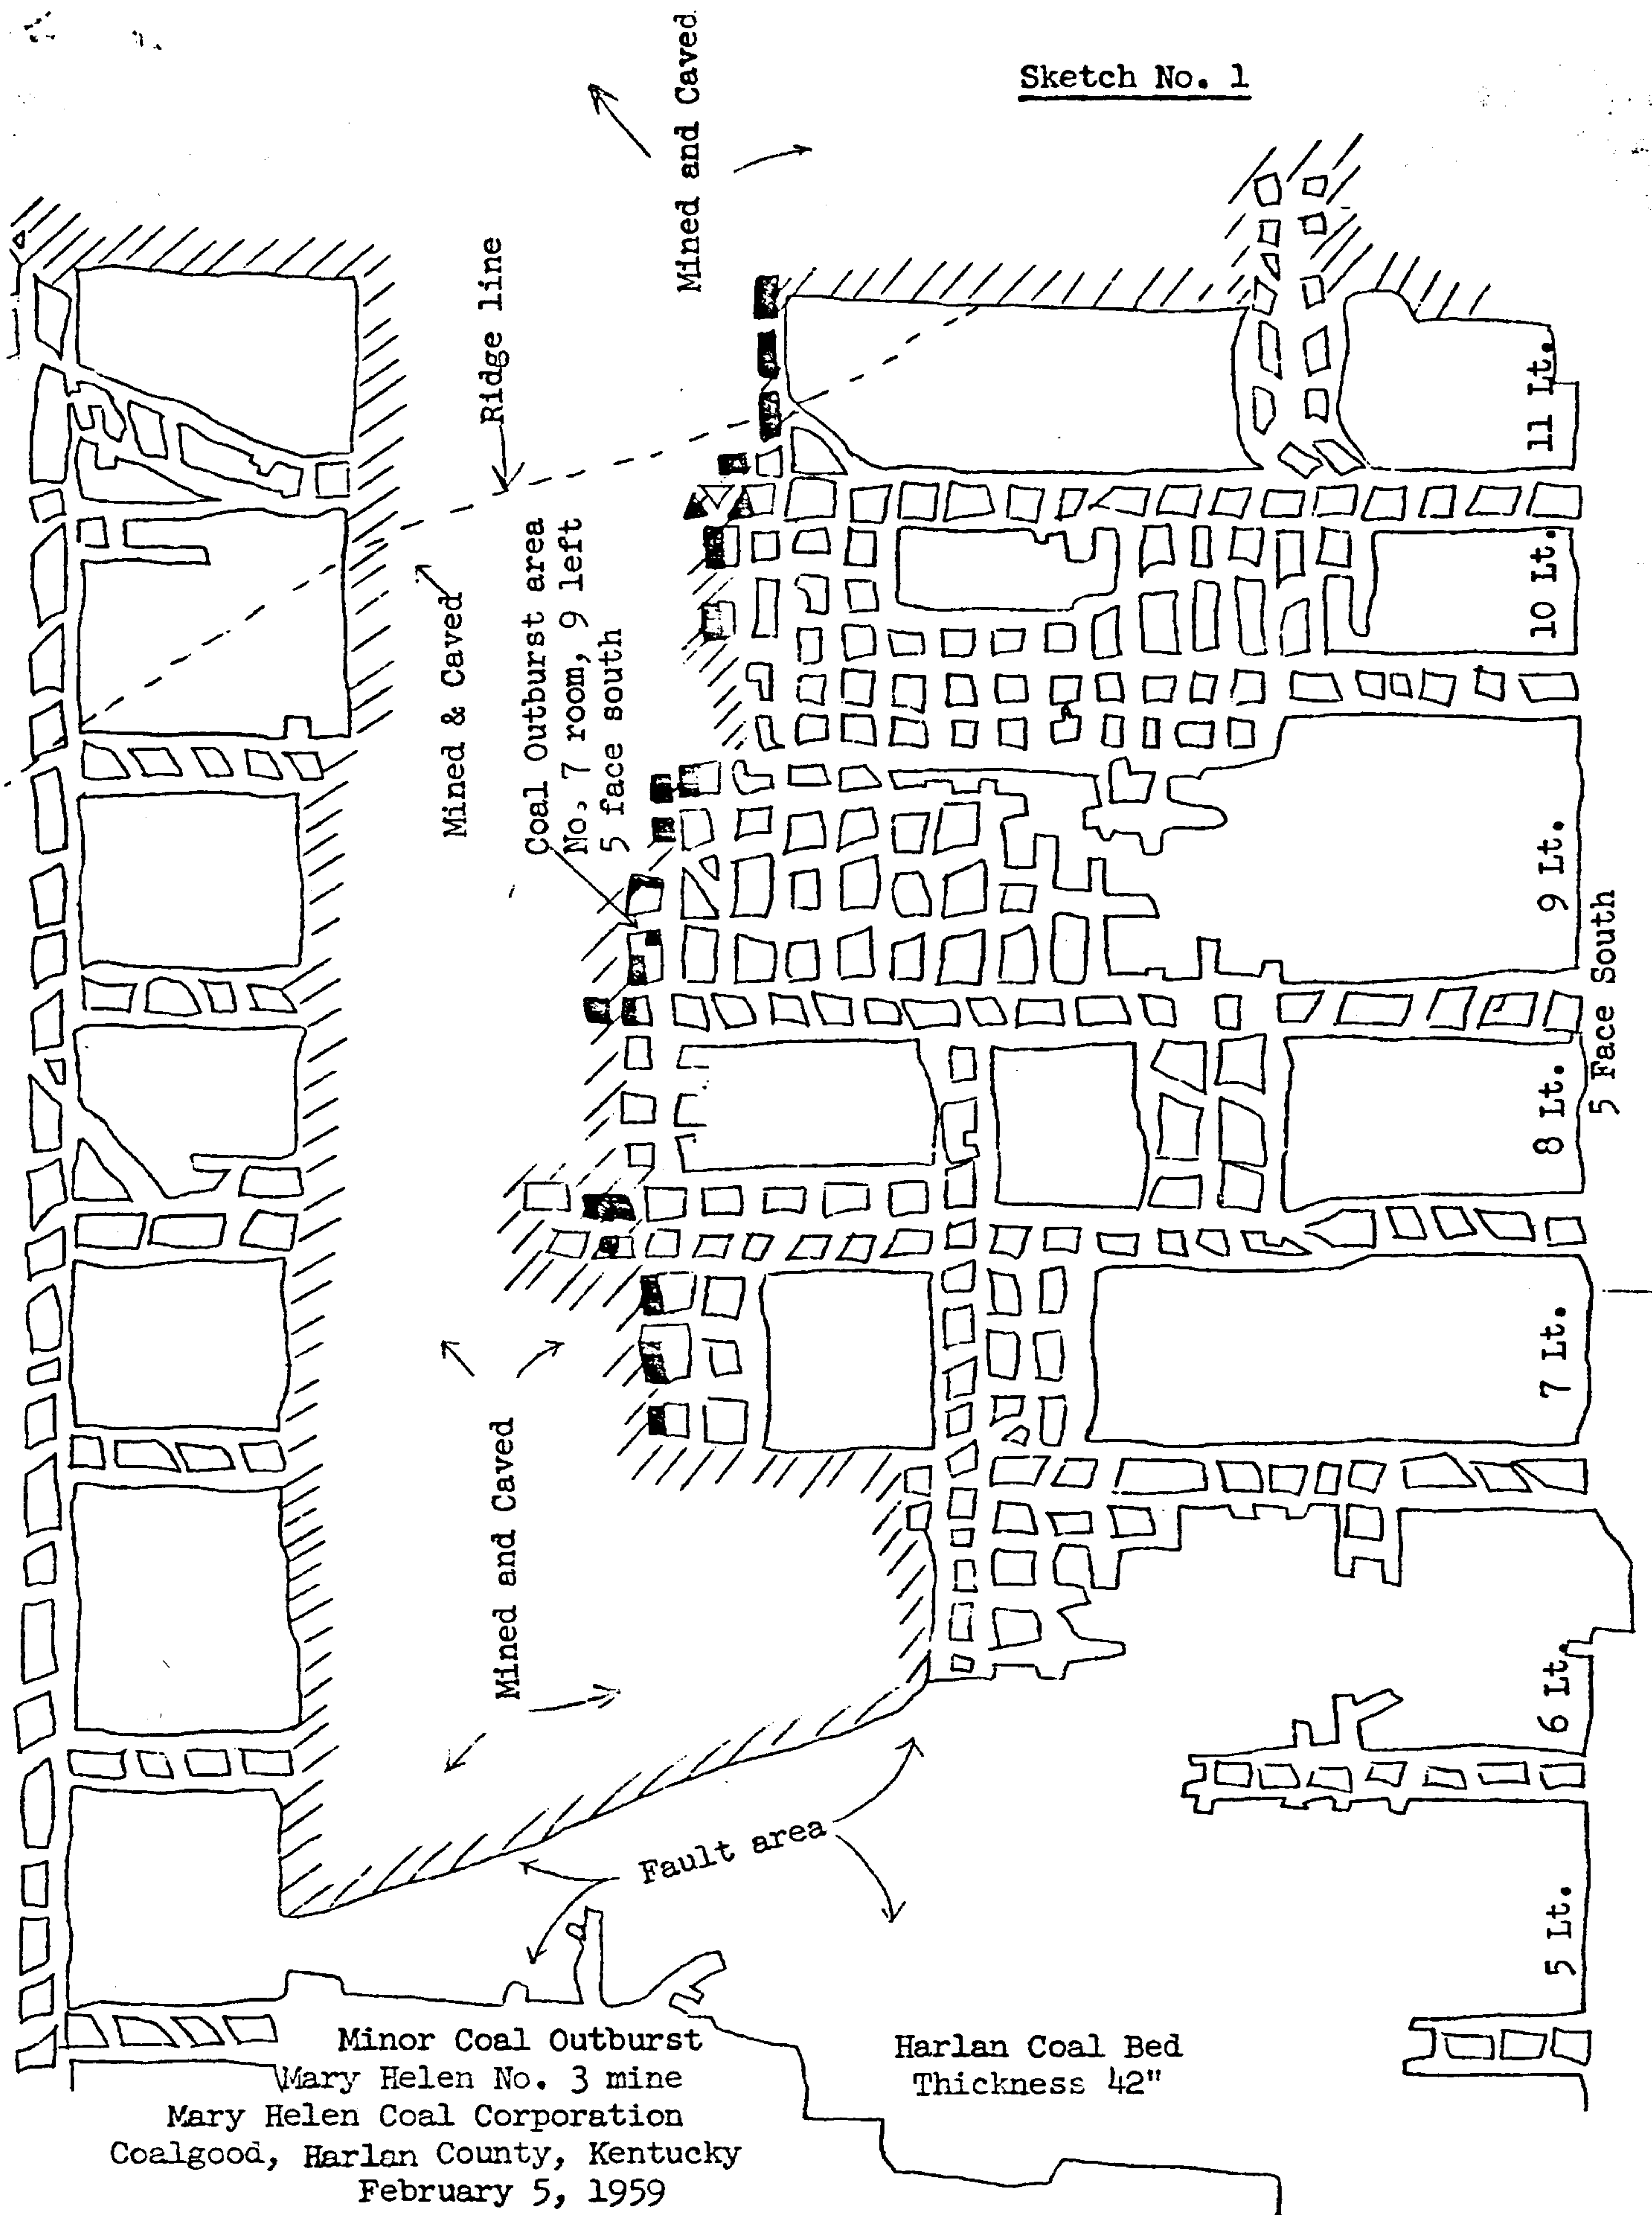 Sketch No. 1
Mined and Caved
Ridge line
Mined & Caved
Coal Outburst area
No. 7 room, 9 left
5 face south
11 Lt.
10 Lt.
9 Lt.
5 Face South
8 Lt.
7 Lt.
Mined and Caved
6 Lt.
Fault area
5 Lt.
Minor Coal Outburst
Mary Helen No. 3 mine
Mary Helen Coal Corporation
Coalgood, Harlan County, Kentucky
February 5, 1959
Harlan Coal Bed
Thickness 42"